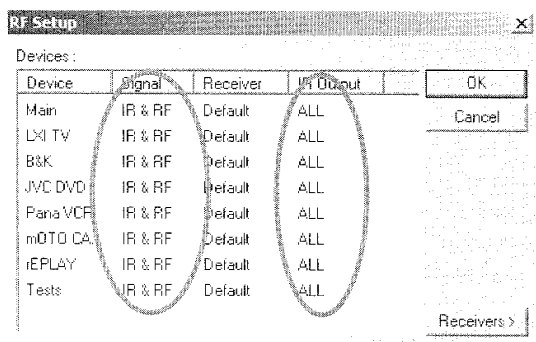 RF Setup
Devices :
Device Signal Receiver IR Output
Main IR & RF Default ALL
LXI TV IR & RF Default ALL
B&K IR & RF Default ALL
JVC DVD IR & RF Default ALL
Pana VCR IR & RF Default ALL
mOTO CA. IR & RF Default ALL
rEPLAY IR & RF Default ALL
Tests IR & RF Default ALL
OK
Cancel
Receivers >